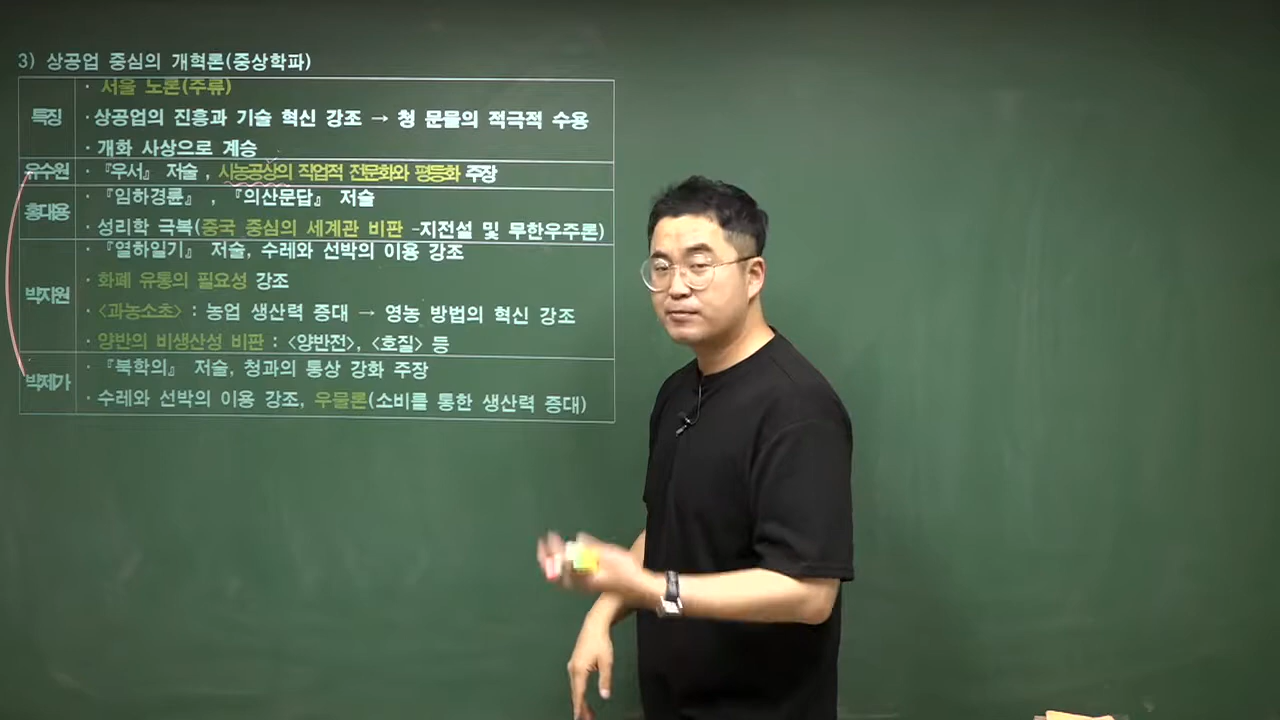 3) 상공업 중심의 개혁론(중상학파)
특징
· 서울 노론(주류)
· 상공업의 진흥과 기술 혁신 강조 → 청 문물의 적극적 수용
· 개화 사상으로 계승
유수원
· 『우서』 저술 , 사농공상의 직업적 전문화와 평등화 주장
홍대용
· 『임하경륜』 , 『의산문답』 저술
· 성리학 극복(중국 중심의 세계관 비판 -지전설 및 무한우주론)
박지원
· 『열하일기』 저술, 수레와 선박의 이용 강조
· 화폐 유통의 필요성 강조
· <과농소초> : 농업 생산력 증대 → 영농 방법의 혁신 강조
· 양반의 비생산성 비판 : <양반전>, <호질> 등
박제가
· 『북학의』 저술, 청과의 통상 강화 주장
· 수레와 선박의 이용 강조, 우물론(소비를 통한 생산력 증대)